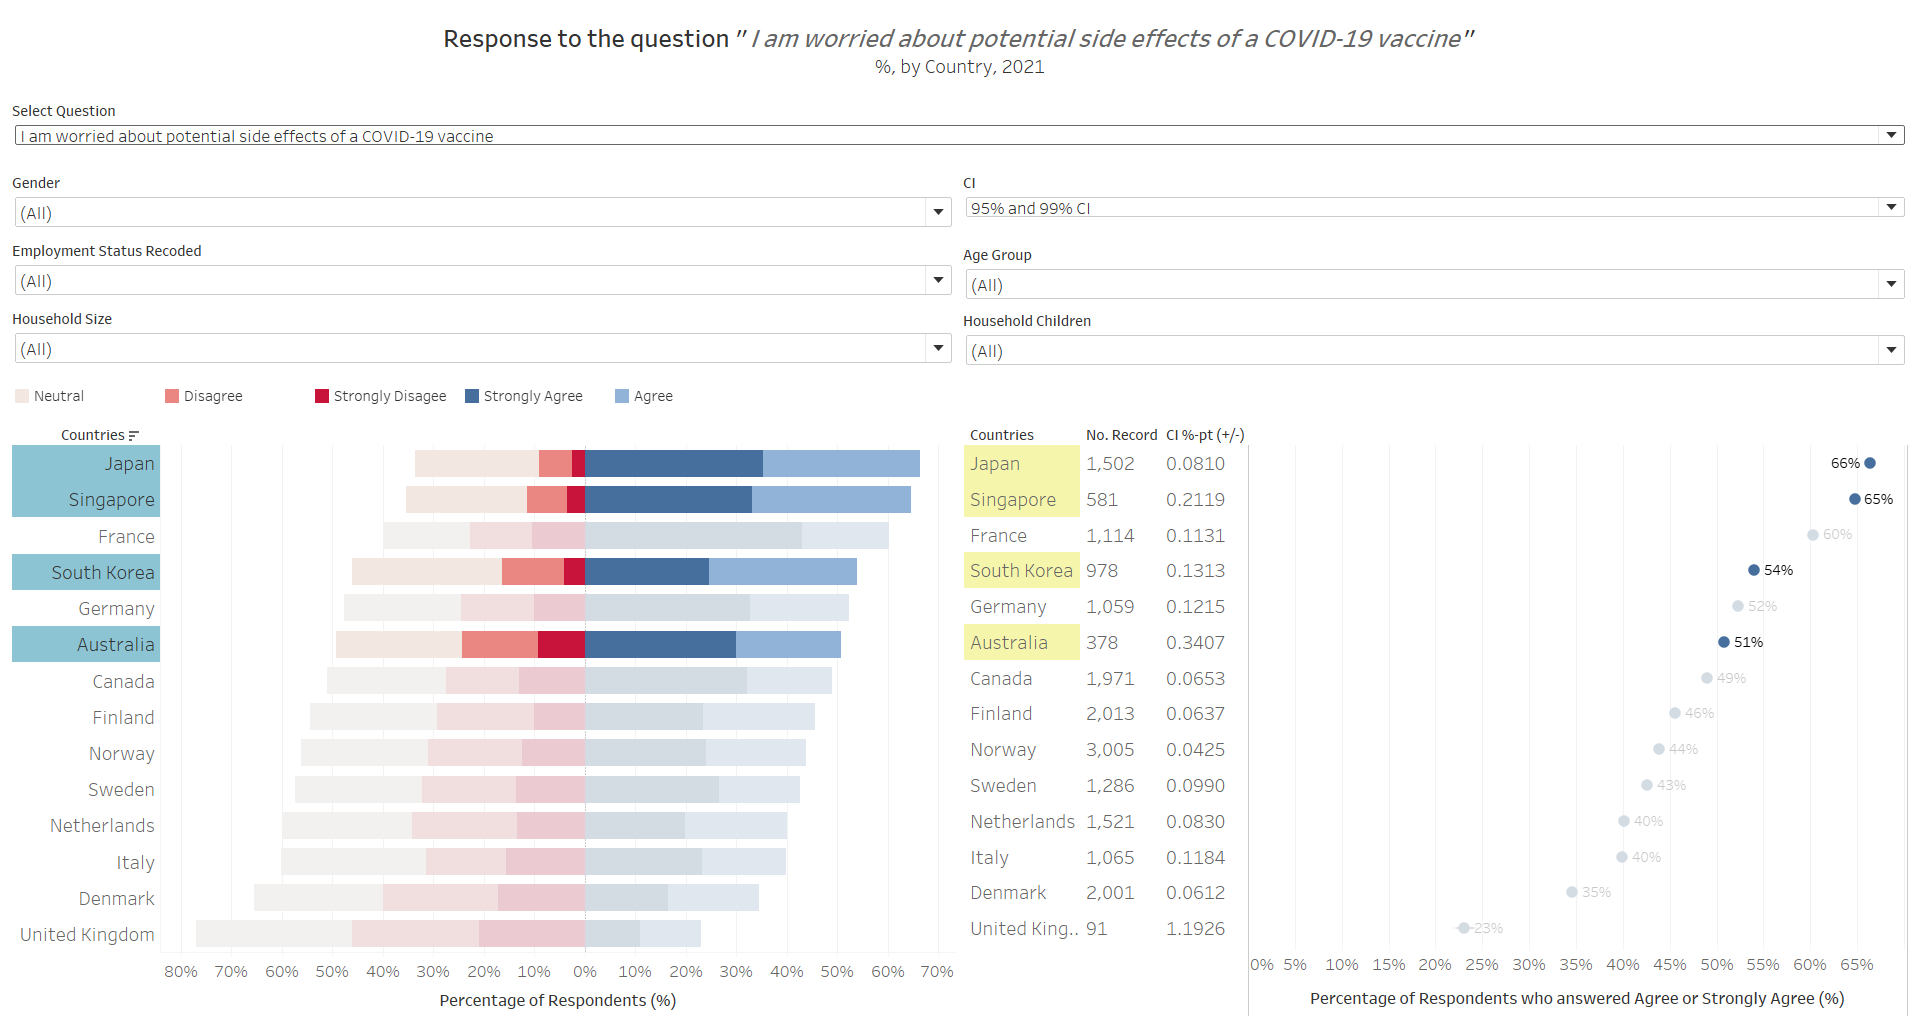 Response to the question " I am worried about potential side effects of a COVID-19 vaccine"
%, by Country, 2021
Select Question
I am worried about potential side effects of a COVID-19 vaccine
Gender
(All)
CI
95% and 99% CI
Employment Status Recoded
(All)
Age Group
(All)
Household Size
(All)
Household Children
(All)
Neutral Disagree Strongly Disagee Strongly Agree Agree
Countries
Japan
Singapore
France
South Korea
Germany
Australia
Canada
Finland
Norway
Sweden
Netherlands
Italy
Denmark
United Kingdom
80% 70% 60% 50% 40% 30% 20% 10% 0% 10% 20% 30% 40% 50% 60% 70%
Percentage of Respondents (%)
Countries No. Record CI %-pt (+/-)
Japan 1,502 0.0810 66%
Singapore 581 0.2119 65%
France 1,114 0.1131 60%
South Korea 978 0.1313 54%
Germany 1,059 0.1215 52%
Australia 378 0.3407 51%
Canada 1,971 0.0653 49%
Finland 2,013 0.0637 46%
Norway 3,005 0.0425 44%
Sweden 1,286 0.0990 43%
Netherlands 1,521 0.0830 40%
Italy 1,065 0.1184 40%
Denmark 2,001 0.0612 35%
United King.. 91 1.1926 23%
0% 5% 10% 15% 20% 25% 30% 35% 40% 45% 50% 55% 60% 65%
Percentage of Respondents who answered Agree or Strongly Agree (%)